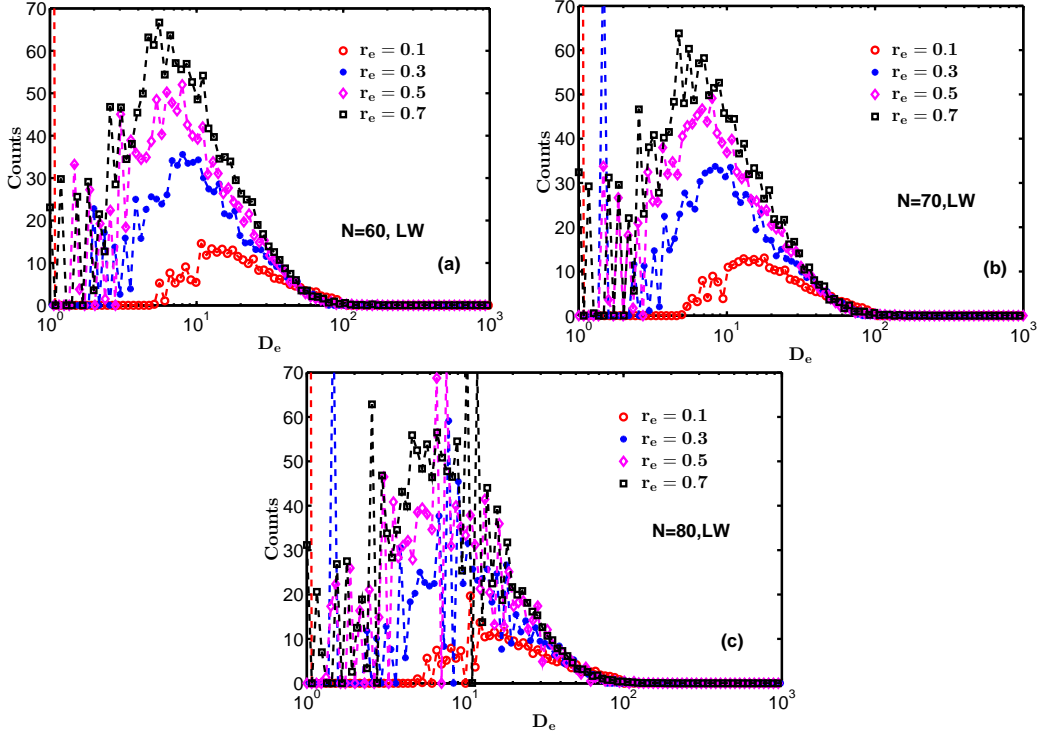 70
60
50
40
30
20
10
0
Counts
r_e = 0.1
r_e = 0.3
r_e = 0.5
r_e = 0.7
N=60, LW
(a)
10^0 10^1 10^2 10^3
D_e
70
60
50
40
30
20
10
0
Counts
r_e = 0.1
r_e = 0.3
r_e = 0.5
r_e = 0.7
N=70,LW
(b)
10^0 10^1 10^2 10^3
D_e
70
60
50
40
30
20
10
0
Counts
r_e = 0.1
r_e = 0.3
r_e = 0.5
r_e = 0.7
N=80,LW
(c)
10^0 10^1 10^2 10^3
D_e